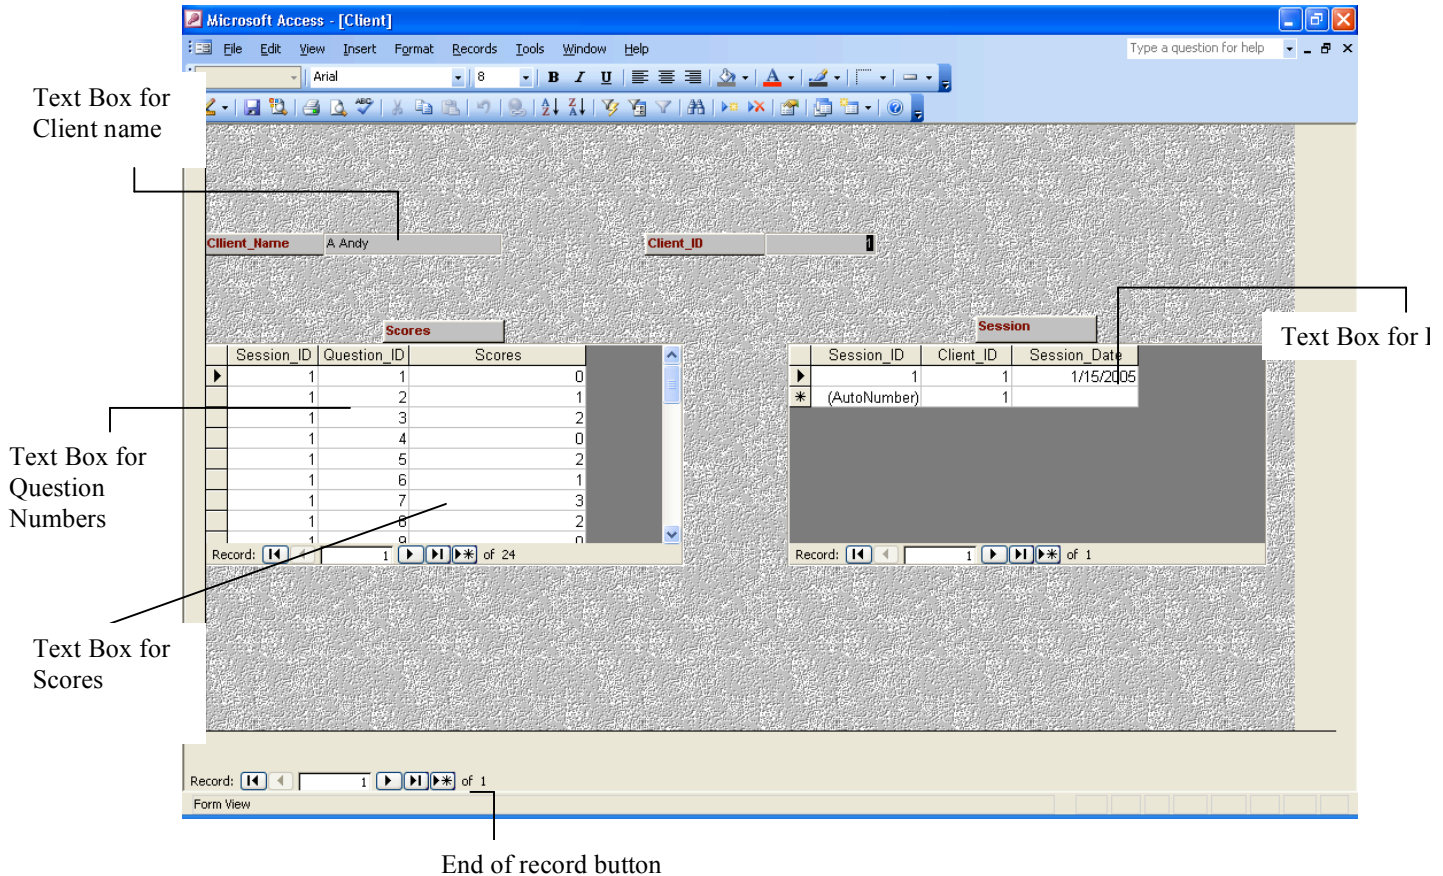 Microsoft Access - [Client]
File Edit View Insert Format Records Tools Window Help
Type a question for help
Arial 8 B I U
Text Box for
Client name
Cllient_Name A Andy
Client_ID 1
Scores
Session_ID Question_ID Scores
1 1 0
1 2 1
1 3 2
1 4 0
1 5 2
1 6 1
1 7 3
1 8 2
1 9 0
Record: 1 of 24
Session
Session_ID Client_ID Session_Date
1 1 1/15/2005
(AutoNumber) 1
Record: 1 of 1
Text Box for
Text Box for
Question
Numbers
Text Box for
Scores
Record: 1 of 1
Form View
End of record button